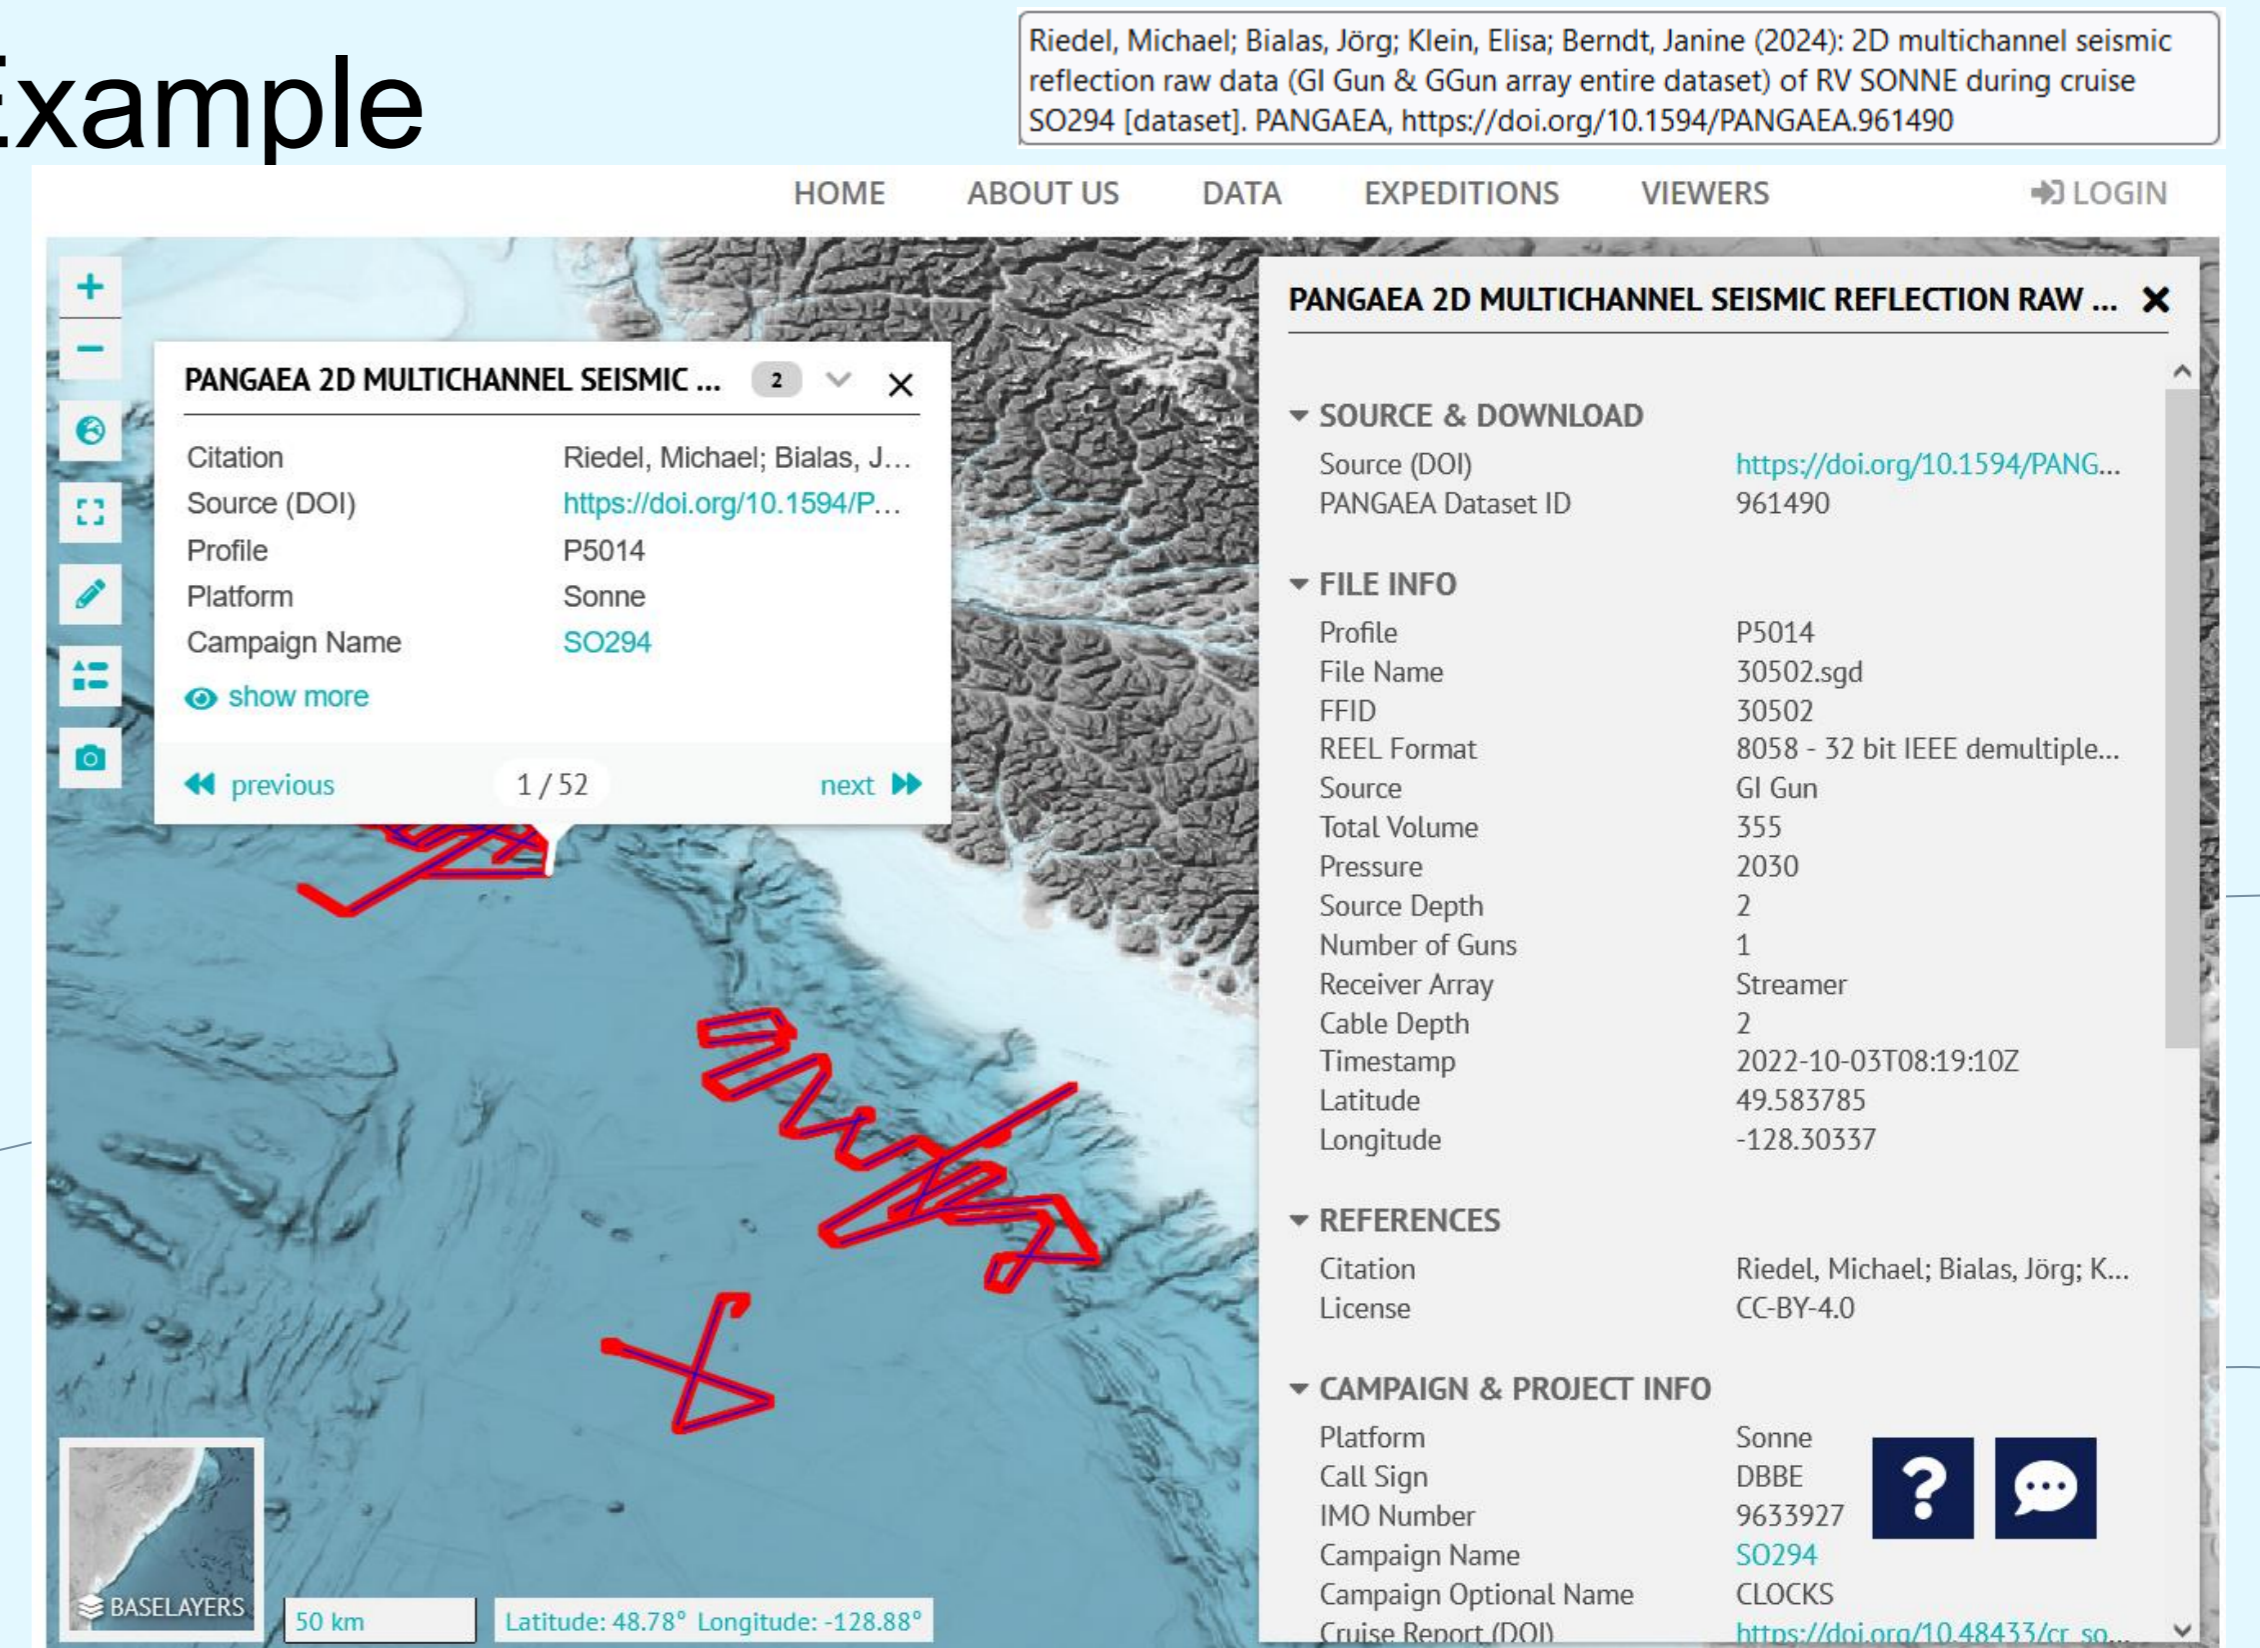 Example
Riedel, Michael; Bialas, Jörg; Klein, Elisa; Berndt, Janine (2024): 2D multichannel seismic
reflection raw data (GI Gun & GGun array entire dataset) of RV SONNE during cruise
SO294 [dataset]. PANGAEA, https://doi.org/10.1594/PANGAEA.961490
HOME ABOUT US DATA EXPEDITIONS VIEWERS LOGIN
PANGAEA 2D MULTICHANNEL SEISMIC ... 2
Citation Riedel, Michael; Bialas, J...
Source (DOI) https://doi.org/10.1594/P...
Profile P5014
Platform Sonne
Campaign Name SO294
show more
previous 1 / 52 next
PANGAEA 2D MULTICHANNEL SEISMIC REFLECTION RAW ...
SOURCE & DOWNLOAD
Source (DOI) https://doi.org/10.1594/PANG...
PANGAEA Dataset ID 961490
FILE INFO
Profile P5014
File Name 30502.sgd
FFID 30502
REEL Format 8058 - 32 bit IEEE demultiple...
Source GI Gun
Total Volume 355
Pressure 2030
Source Depth 2
Number of Guns 1
Receiver Array Streamer
Cable Depth 2
Timestamp 2022-10-03T08:19:10Z
Latitude 49.583785
Longitude -128.30337
REFERENCES
Citation Riedel, Michael; Bialas, Jörg; K...
License CC-BY-4.0
CAMPAIGN & PROJECT INFO
Platform Sonne
Call Sign DBBE
IMO Number 9633927
Campaign Name SO294
Campaign Optional Name CLOCKS
Cruise Report (DOI) https://doi.org/10.48433/cr_so...
BASELAYERS
50 km
Latitude: 48.78° Longitude: -128.88°